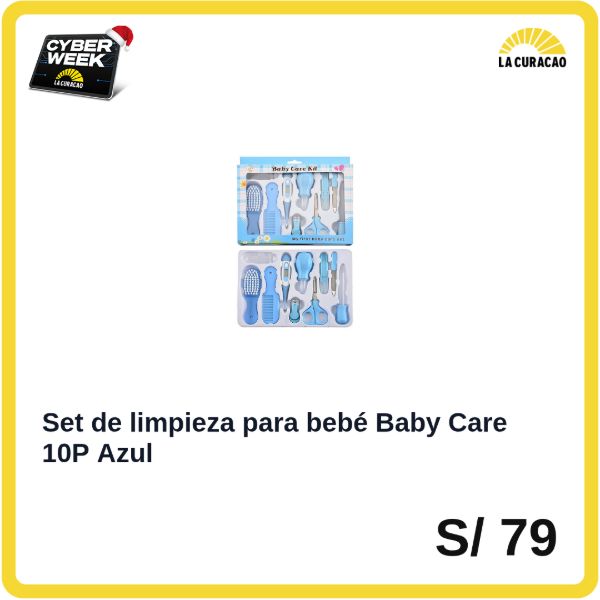 CYBER
WEEK
LA CURACAO
LA CURACAO
Baby Care Kit
Set de limpieza para bebé Baby Care
10P Azul
S/ 79